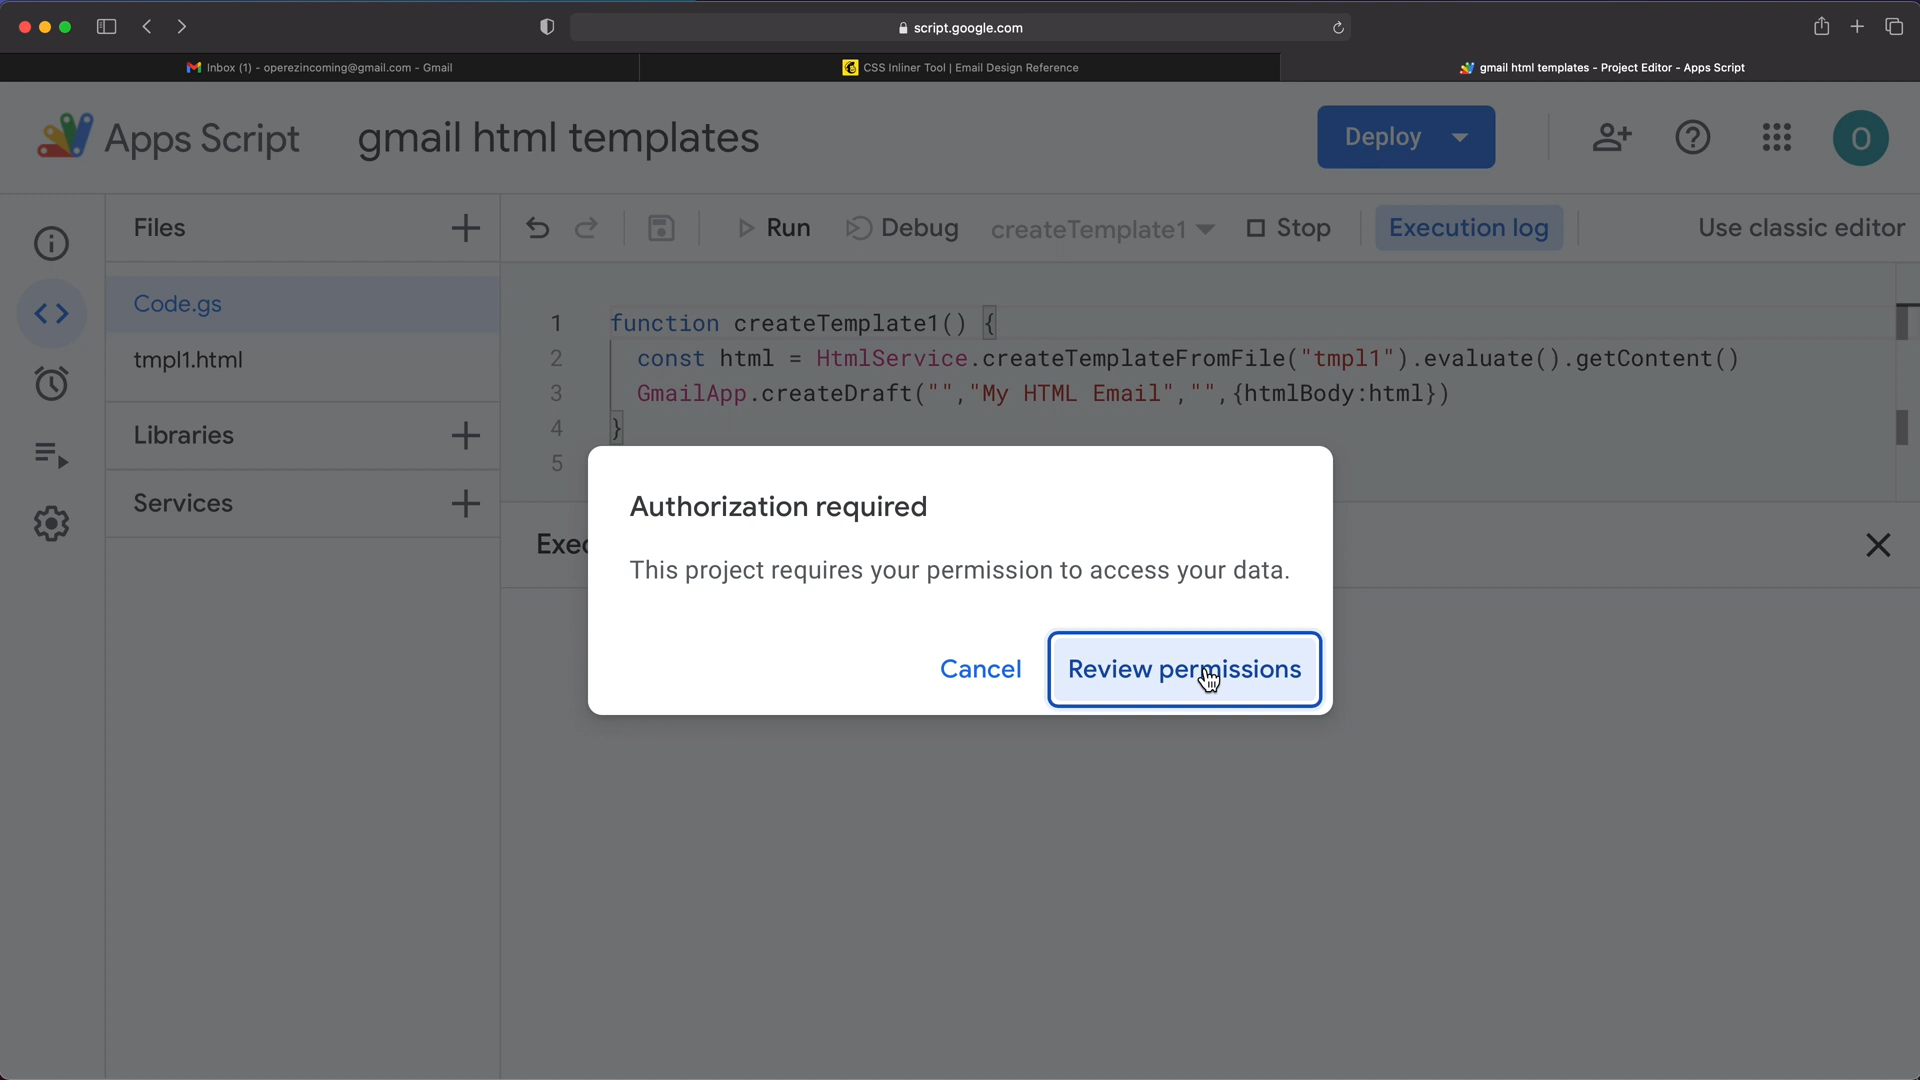 script.google.com
Inbox (1) - operezincoming@gmail.com - Gmail
CSS Inliner Tool | Email Design Reference
gmail html templates - Project Editor - Apps Script
Apps Script
gmail html templates
Deploy
O
Files
Run
Debug
createTemplate1
Stop
Execution log
Use classic editor
Code.gs
tmpl1.html
Libraries
Services
1 function createTemplate1() {
2 const html = HtmlService.createTemplateFromFile("tmpl1").evaluate().getContent()
3 GmailApp.createDraft("","My HTML Email","",{htmlBody:html})
4 }
5
Exec
Authorization required
This project requires your permission to access your data.
Cancel
Review permissions